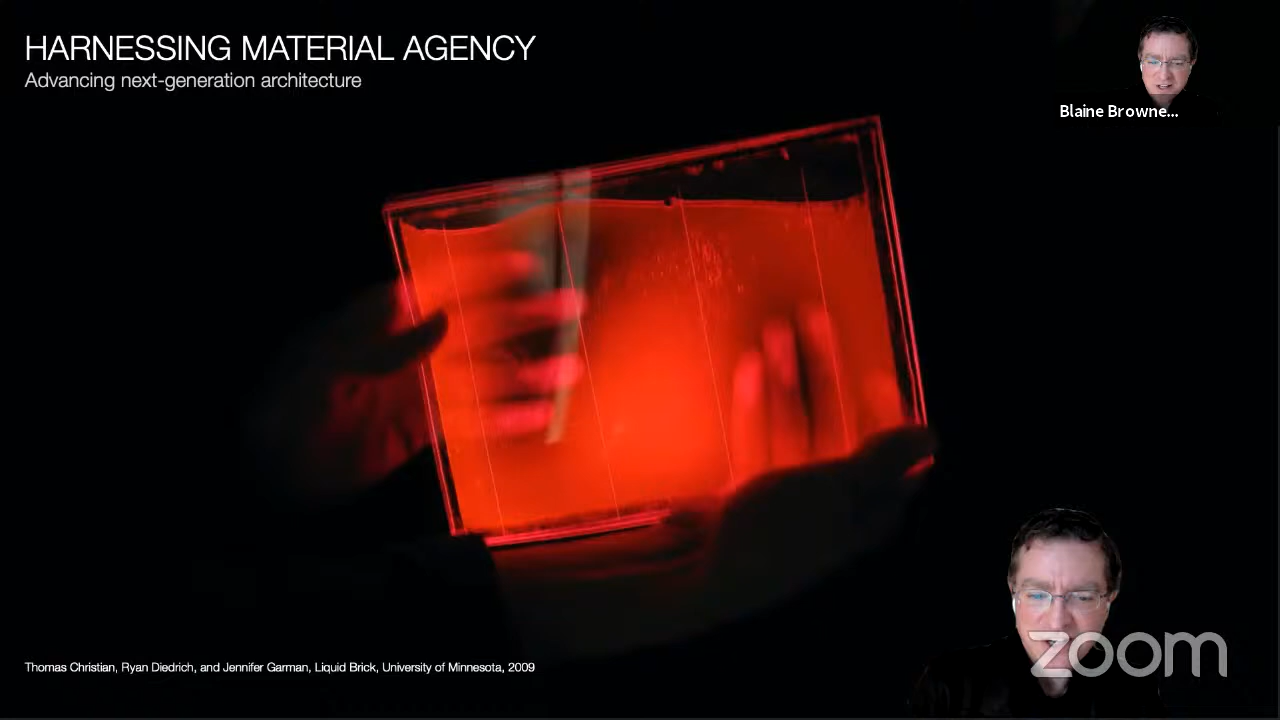 HARNESSING MATERIAL AGENCY
Advancing next-generation architecture
Blaine Browne...
Thomas Christian, Ryan Diedrich, and Jennifer Garman, Liquid Brick, University of Minnesota, 2009
zoom